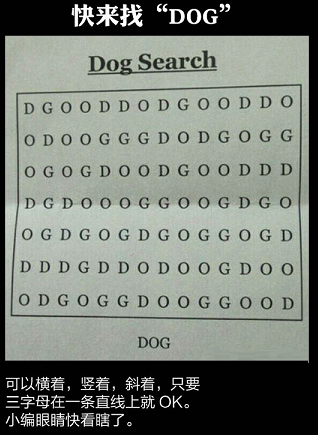 快来找“DOG”
Dog Search
D G O O D D O D G O O D D O
O D O O G G G D O D G O G G
O G O G D O O D G O O D D D
D G D O O O G G O O G D G O
O G D G O G D G O G G O G D
D D D G D D O D O O G D O O
O D G O G G D O O G G O O D
DOG
可以横着，竖着，斜着，只要
三字母在一条直线上就 OK。
小编眼睛快看瞎了。